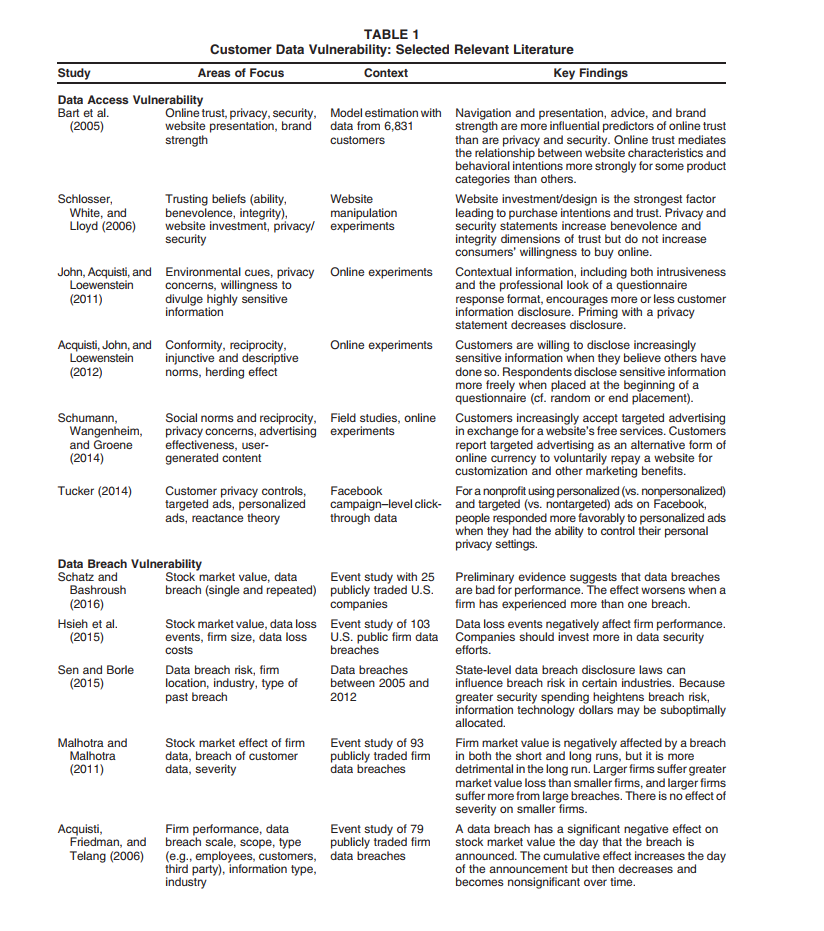 TABLE 1
Customer Data Vulnerability: Selected Relevant Literature
Study Areas of Focus Context Key Findings
Data Access Vulnerability
Bart et al. Online trust, privacy, security, Model estimation with Navigation and presentation, advice, and brand
(2005) website presentation, brand data from 6,831 strength are more influential predictors of online trust
strength customers than are privacy and security. Online trust mediates
the relationship between website characteristics and
behavioral intentions more strongly for some product
categories than others.
Schlosser, Trusting beliefs (ability, Website Website investment/design is the strongest factor
White, and benevolence, integrity), manipulation leading to purchase intentions and trust. Privacy and
Lloyd (2006) website investment, privacy/ experiments security statements increase benevolence and
security integrity dimensions of trust but do not increase
consumers' willingness to buy online.
John, Acquisti, and Environmental cues, privacy Online experiments Contextual information, including both intrusiveness
Loewenstein concerns, willingness to and the professional look of a questionnaire
(2011) divulge highly sensitive response format, encourages more or less customer
information information disclosure. Priming with a privacy
statement decreases disclosure.
Acquisti, John, and Conformity, reciprocity, Online experiments Customers are willing to disclose increasingly
Loewenstein injunctive and descriptive sensitive information when they believe others have
(2012) norms, herding effect done so. Respondents disclose sensitive information
more freely when placed at the beginning of a
questionnaire (cf. random or end placement).
Schumann, Social norms and reciprocity, Field studies, online Customers increasingly accept targeted advertising
Wangenheim, privacy concerns, advertising experiments in exchange for a website's free services. Customers
and Groene effectiveness, user- report targeted advertising as an alternative form of
(2014) generated content online currency to voluntarily repay a website for
customization and other marketing benefits.
Tucker (2014) Customer privacy controls, Facebook For a nonprofit using personalized (vs. nonpersonalized)
targeted ads, personalized campaign–level click- and targeted (vs. nontargeted) ads on Facebook,
ads, reactance theory through data people responded more favorably to personalized ads
when they had the ability to control their personal
privacy settings.
Data Breach Vulnerability
Schatz and Stock market value, data Event study with 25 Preliminary evidence suggests that data breaches
Bashroush breach (single and repeated) publicly traded U.S. are bad for performance. The effect worsens when a
(2016) companies firm has experienced more than one breach.
Hsieh et al. Stock market value, data loss Event study of 103 Data loss events negatively affect firm performance.
(2015) events, firm size, data loss U.S. public firm data Companies should invest more in data security
costs breaches efforts.
Sen and Borle Data breach risk, firm Data breaches State-level data breach disclosure laws can
(2015) location, industry, type of between 2005 and influence breach risk in certain industries. Because
past breach 2012 greater security spending heightens breach risk,
information technology dollars may be suboptimally
allocated.
Malhotra and Stock market effect of firm Event study of 93 Firm market value is negatively affected by a breach
Malhotra data, breach of customer publicly traded firm in both the short and long runs, but it is more
(2011) data, severity data breaches detrimental in the long run. Larger firms suffer greater
market value loss than smaller firms, and larger firms
suffer more from large breaches. There is no effect of
severity on smaller firms.
Acquisti, Firm performance, data Event study of 79 A data breach has a significant negative effect on
Friedman, and breach scale, scope, type publicly traded firm stock market value the day that the breach is
Telang (2006) (e.g., employees, customers, data breaches announced. The cumulative effect increases the day
third party), information type, of the announcement but then decreases and
industry becomes nonsignificant over time.